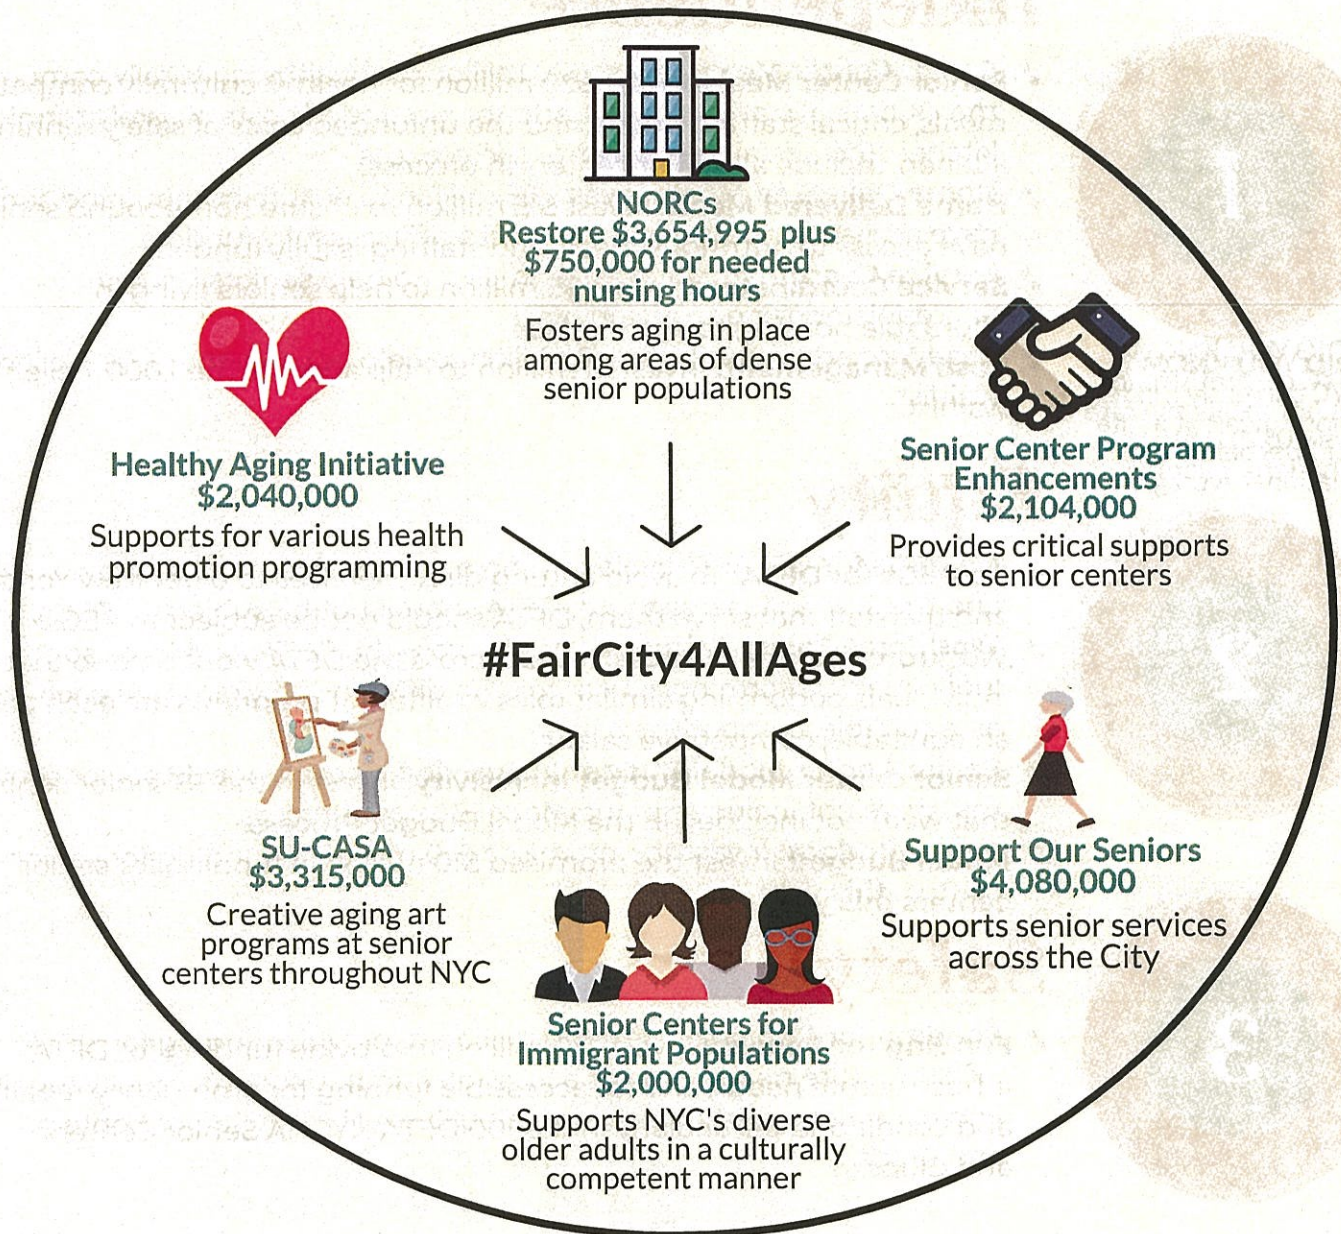 NORCs
Restore $3,654,995 plus
$750,000 for needed
nursing hours
Fosters aging in place
among areas of dense
senior populations
Healthy Aging Initiative
$2,040,000
Supports for various health
promotion programming
Senior Center Program
Enhancements
$2,104,000
Provides critical supports
to senior centers
#FairCity4AllAges
SU-CASA
$3,315,000
Creative aging art
programs at senior
centers throughout NYC
Senior Centers for
Immigrant Populations
$2,000,000
Supports NYC's diverse
older adults in a culturally
competent manner
Support Our Seniors
$4,080,000
Supports senior services
across the City